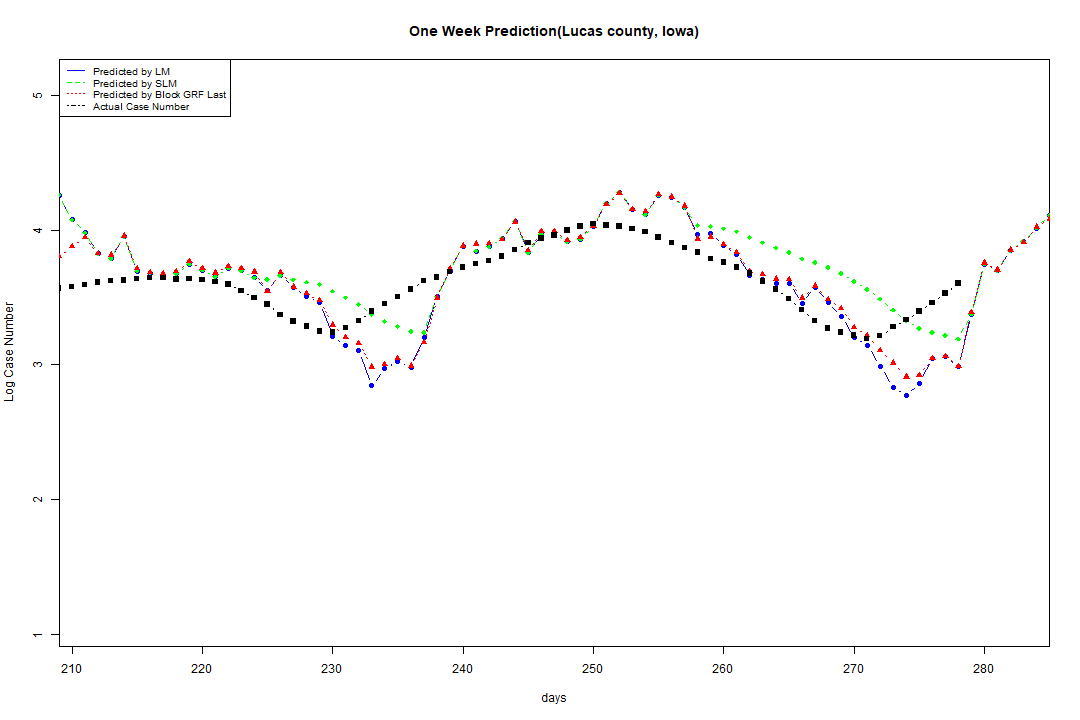 One Week Prediction(Lucas county, Iowa)
Predicted by LM
Predicted by SLM
Predicted by Block GRF Last
Actual Case Number
5
4
3
2
1
Log Case Number
210 220 230 240 250 260 270 280
days